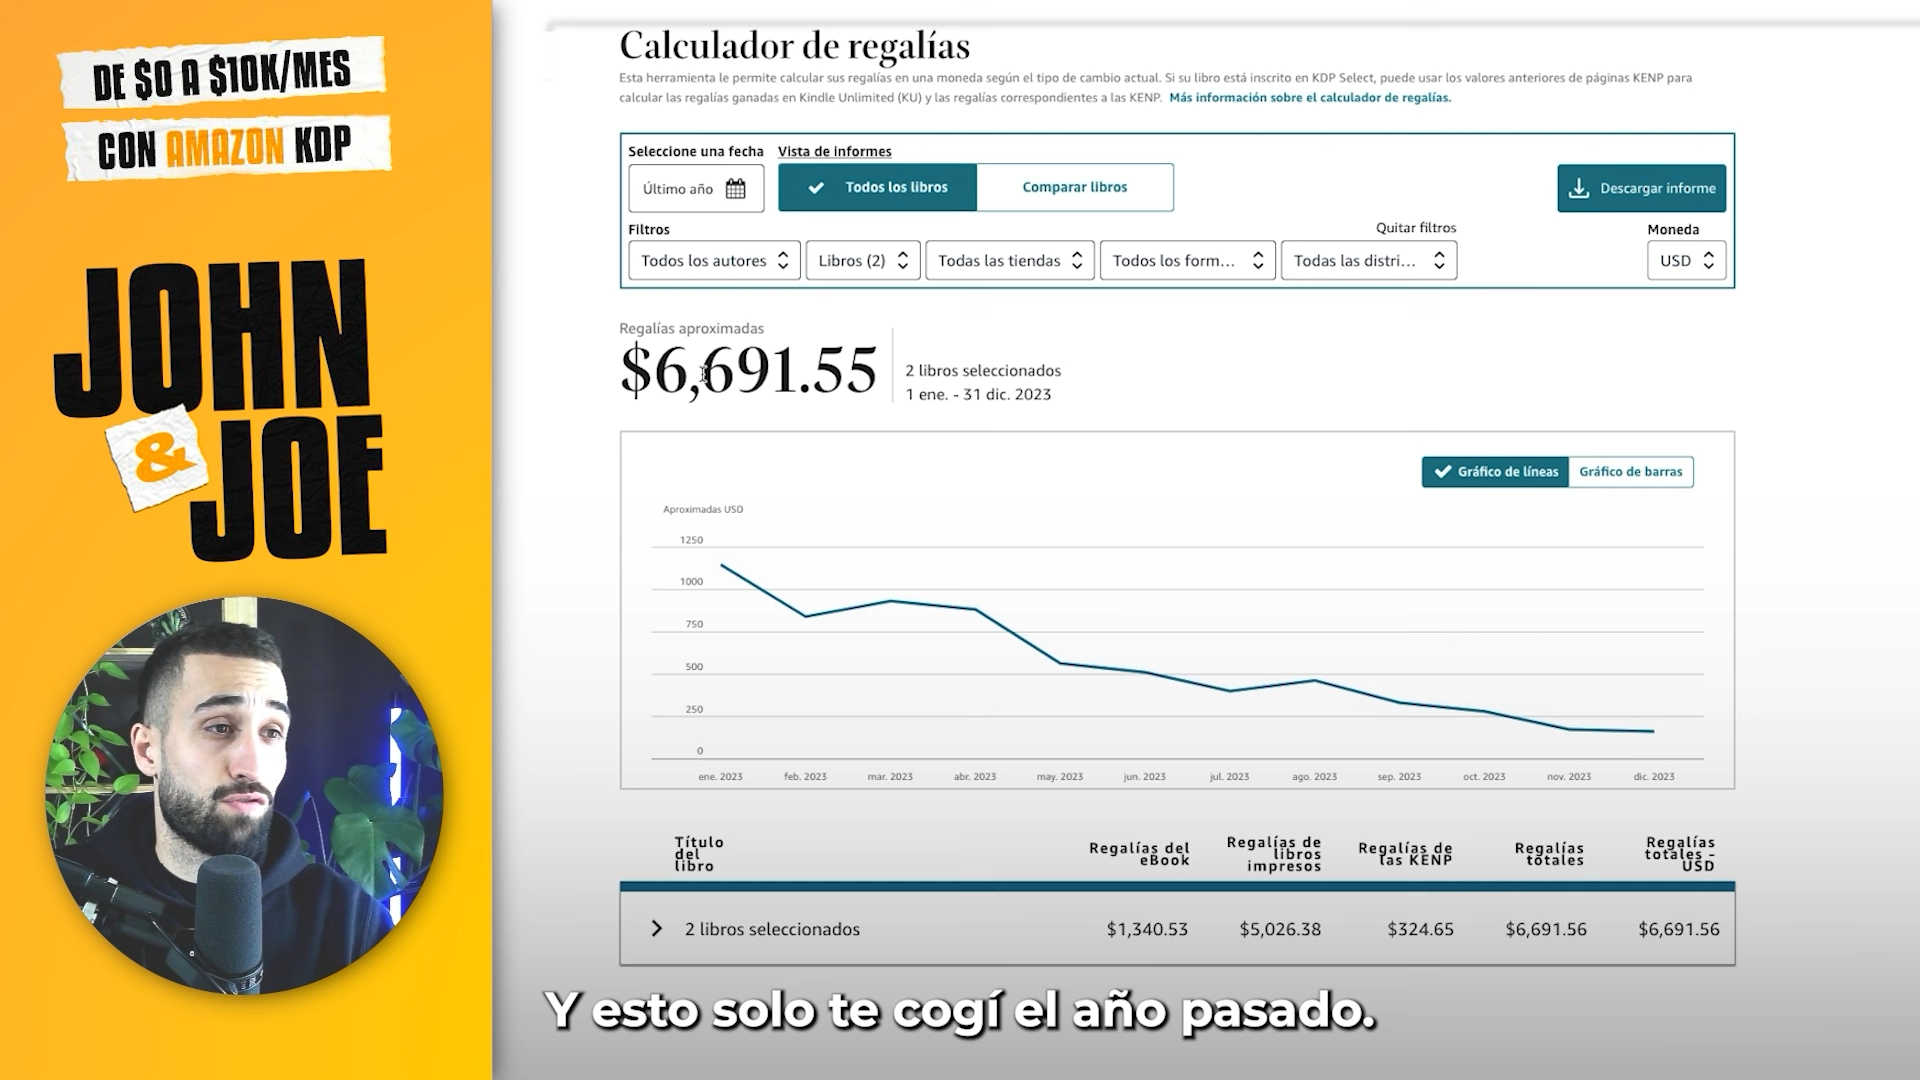 DE $0 A $10K/MES
CON AMAZON KDP
JOHN
&
JOE
Calculador de regalías
Esta herramienta le permite calcular sus regalías en una moneda según el tipo de cambio actual. Si su libro está inscrito en KDP Select, puede usar los valores anteriores de páginas KENP para
calcular las regalías ganadas en Kindle Unlimited (KU) y las regalías correspondientes a las KENP. Más información sobre el calculador de regalías.
Seleccione una fecha Vista de informes
Último año Todos los libros Comparar libros Descargar informe
Filtros Quitar filtros Moneda
Todos los autores Libros (2) Todas las tiendas Todos los form... Todas las distri... USD
Regalías aproximadas
$6,691.55
2 libros seleccionados
1 ene. - 31 dic. 2023
Gráfico de líneas Gráfico de barras
Aproximadas USD
1250
1000
750
500
250
0
ene. 2023 feb. 2023 mar. 2023 abr. 2023 may. 2023 jun. 2023 jul. 2023 ago. 2023 sep. 2023 oct. 2023 nov. 2023 dic. 2023
Título del libro Regalías del eBook Regalías de libros impresos Regalías de las KENP Regalías totales Regalías totales - USD
2 libros seleccionados $1,340.53 $5,026.38 $324.65 $6,691.56 $6,691.56
Y esto solo te cogí el año pasado.